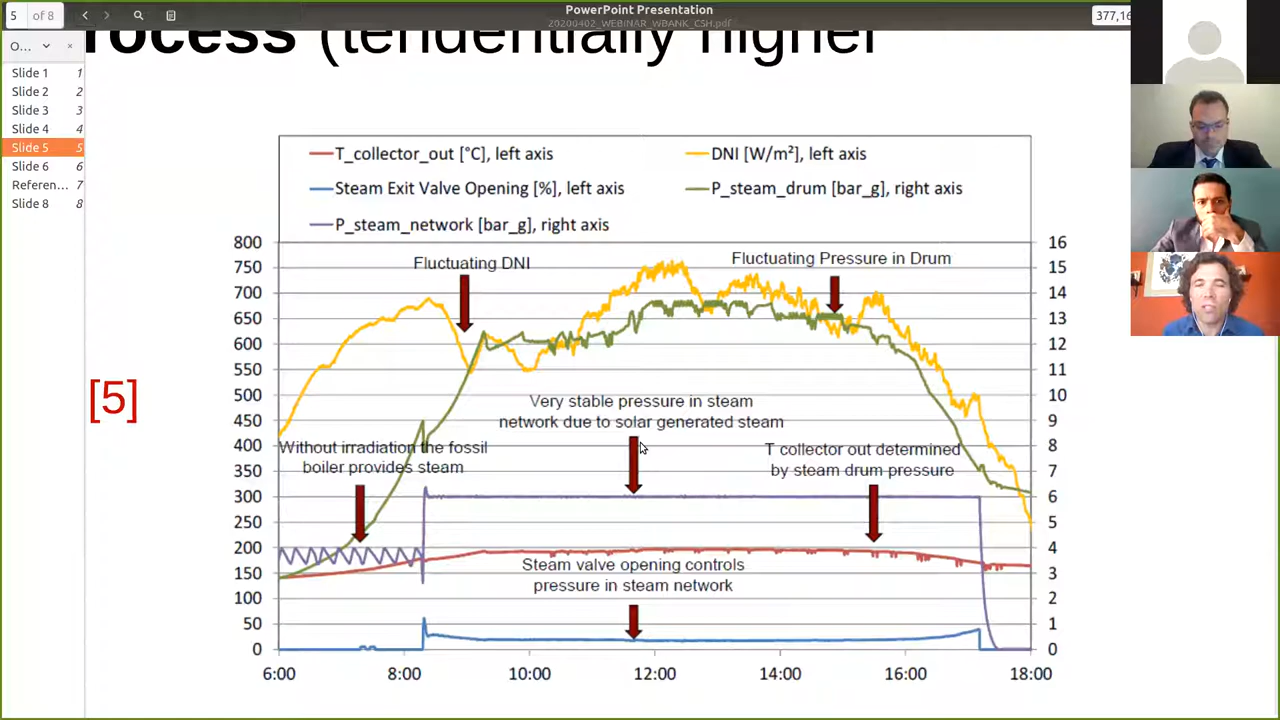 PowerPoint Presentation
5 of 8
20200402_WEBINAR_WBANK_CSH.pdf
377,16
O...
Slide 1 1
Slide 2 2
Slide 3 3
Slide 4 4
Slide 5 5
Slide 6 6
Referen... 7
Slide 8 8
rocess (tendentially higher
[5]
T_collector_out [°C], left axis
DNI [W/m²], left axis
Steam Exit Valve Opening [%], left axis
P_steam_drum [bar_g], right axis
P_steam_network [bar_g], right axis
800
750
700
650
600
550
500
450
400
350
300
250
200
150
100
50
0
16
15
14
13
12
11
10
9
8
7
6
5
4
3
2
1
0
Fluctuating DNI
Fluctuating Pressure in Drum
Very stable pressure in steam
network due to solar generated steam
Without irradiation the fossil
boiler provides steam
T collector out determined
by steam drum pressure
Steam valve opening controls
pressure in steam network
6:00 8:00 10:00 12:00 14:00 16:00 18:00